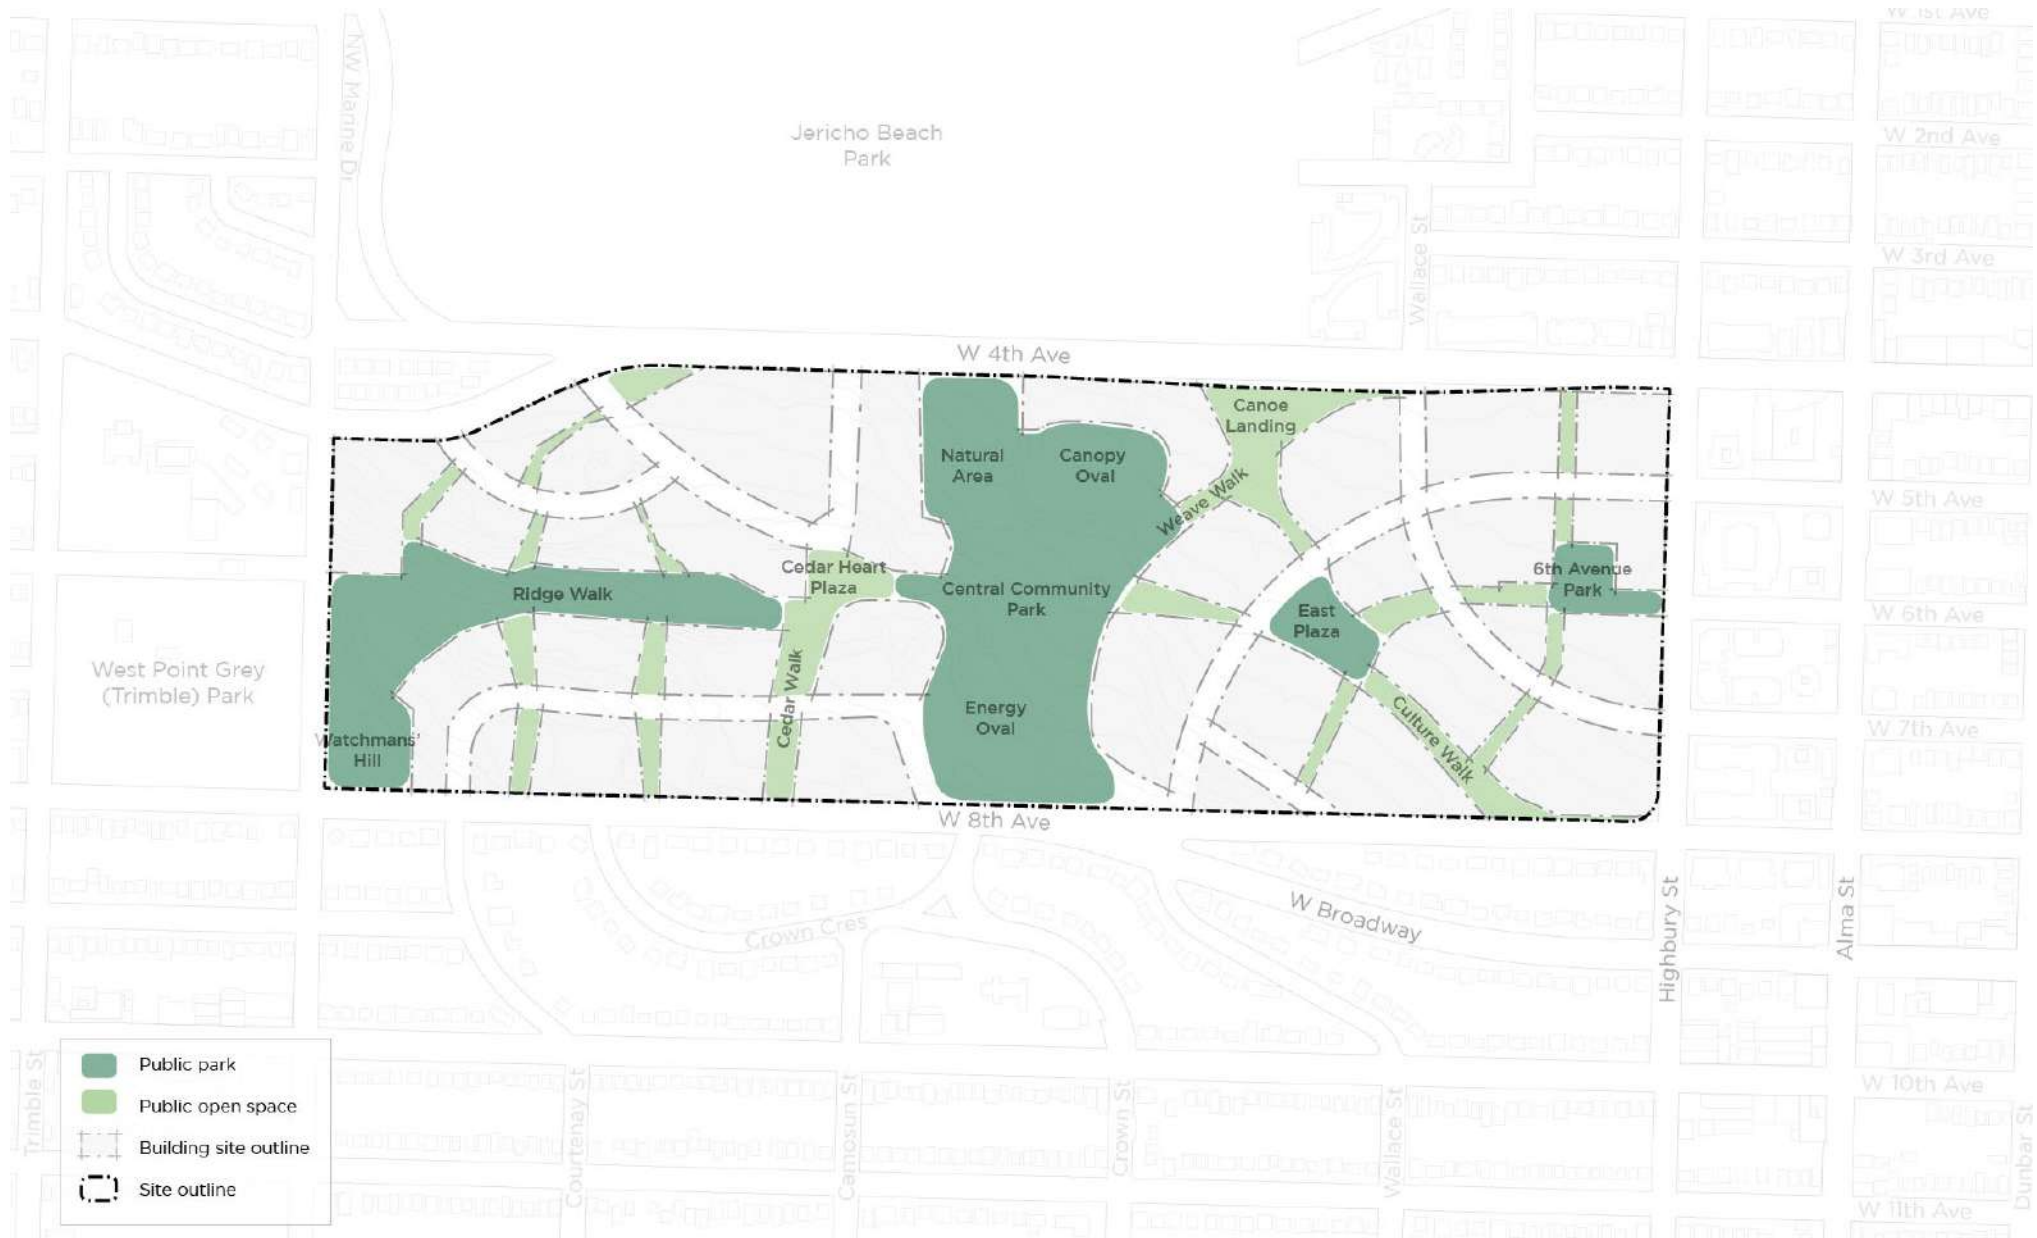 W 1st Ave
NW Marine Dr
Jericho Beach
Park
W 2nd Ave
Wallace St
W 3rd Ave
W 4th Ave
Canoe
Landing
Natural
Area
Canopy
Oval
Weave Walk
W 5th Ave
Cedar Heart
Plaza
Ridge Walk
Central Community
Park
6th Avenue
Park
East
Plaza
W 6th Ave
West Point Grey
(Trimble) Park
Cedar Walk
Energy
Oval
Culture Walk
Watchmans'
Hill
W 7th Ave
W 8th Ave
Crown Cres
W Broadway
Highbury St
Alma St
Trimble St
Courtenay St
Camosun St
Crown St
Wallace St
W 10th Ave
Dunbar St
W 11th Ave
Public park
Public open space
Building site outline
Site outline